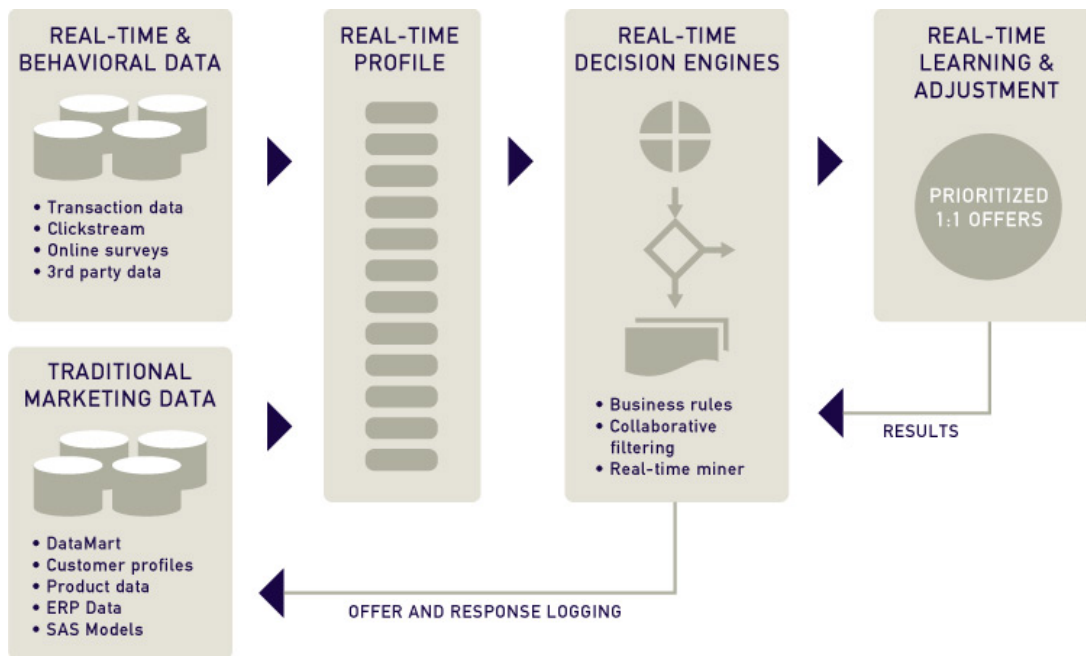 REAL-TIME &
BEHAVIORAL DATA
• Transaction data
• Clickstream
• Online surveys
• 3rd party data
TRADITIONAL
MARKETING DATA
• DataMart
• Customer profiles
• Product data
• ERP Data
• SAS Models
REAL-TIME
PROFILE
REAL-TIME
DECISION ENGINES
• Business rules
• Collaborative
filtering
• Real-time miner
REAL-TIME
LEARNING &
ADJUSTMENT
PRIORITIZED
1:1 OFFERS
RESULTS
OFFER AND RESPONSE LOGGING